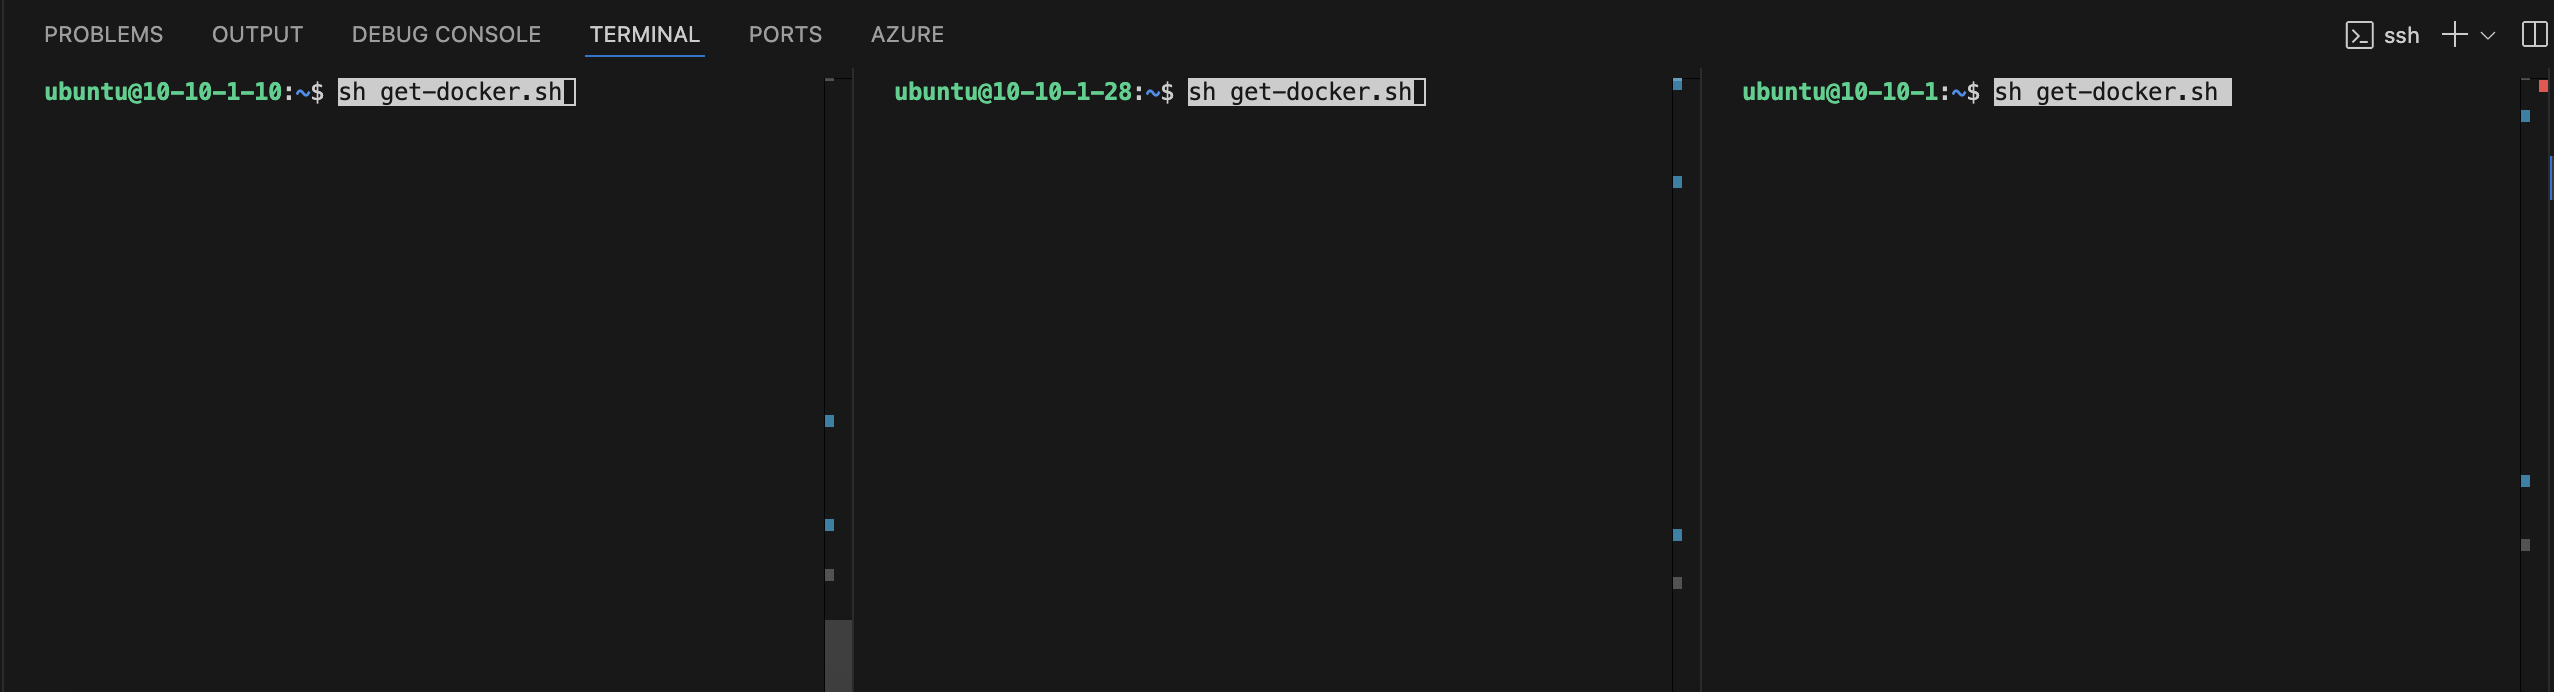 PROBLEMS OUTPUT DEBUG CONSOLE TERMINAL PORTS AZURE ssh
ubuntu@10-10-1-10:~$ sh get-docker.sh
ubuntu@10-10-1-28:~$ sh get-docker.sh
ubuntu@10-10-1:~$ sh get-docker.sh